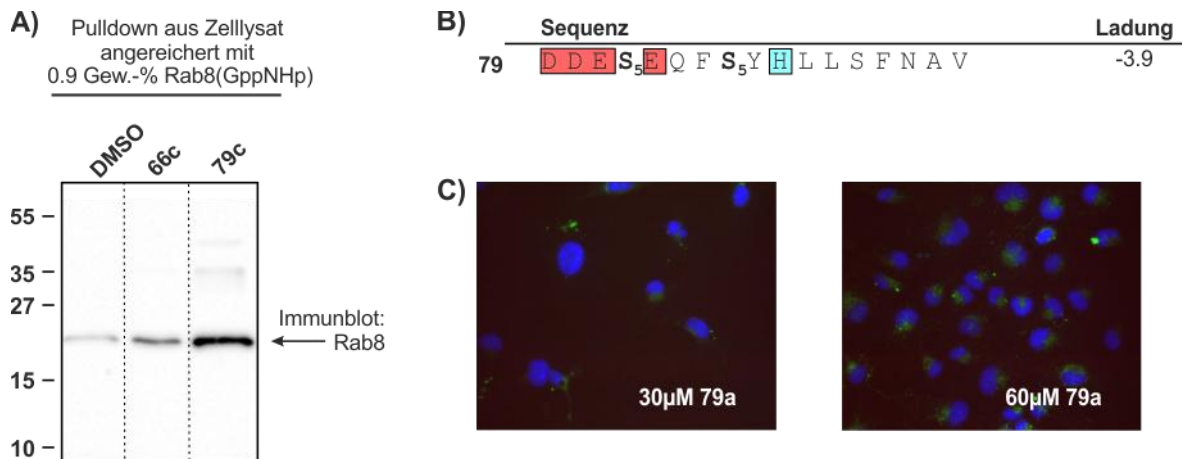 A)
Pulldown aus Zelllysat
angereichert mit
0.9 Gew.-% Rab8(GppNHp)
DMSO 66c 79c
55
35
27
15
10
Immunblot:
Rab8
B)
Sequenz Ladung
79 D D E S5 E Q F S5 Y H L L S F N A V -3.9
C)
30µM 79a
60µM 79a